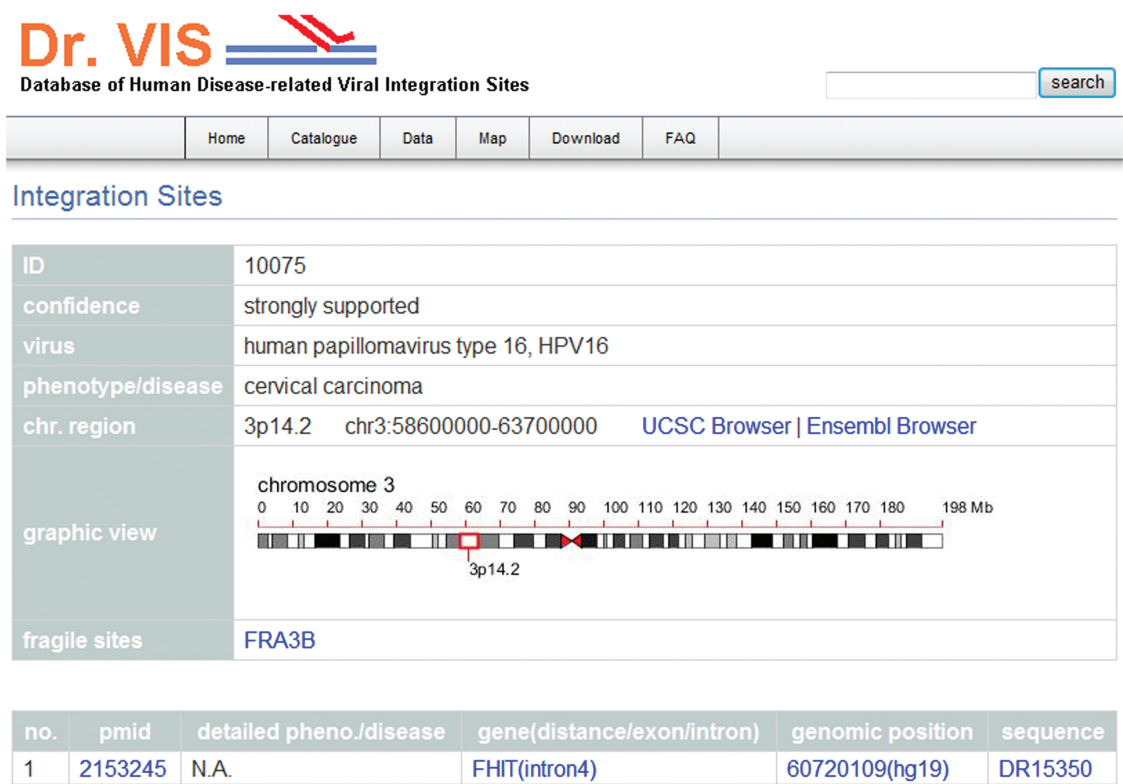 Dr. VIS
Database of Human Disease-related Viral Integration Sites
search
Home Catalogue Data Map Download FAQ
Integration Sites
ID 10075
confidence strongly supported
virus human papillomavirus type 16, HPV16
phenotype/disease cervical carcinoma
chr. region 3p14.2 chr3:58600000-63700000 UCSC Browser | Ensembl Browser
graphic view
chromosome 3
0 10 20 30 40 50 60 70 80 90 100 110 120 130 140 150 160 170 180 198 Mb
3p14.2
fragile sites FRA3B
no. pmid detailed pheno./disease gene(distance/exon/intron) genomic position sequence
1 2153245 N.A. FHIT(intron4) 60720109(hg19) DR15350